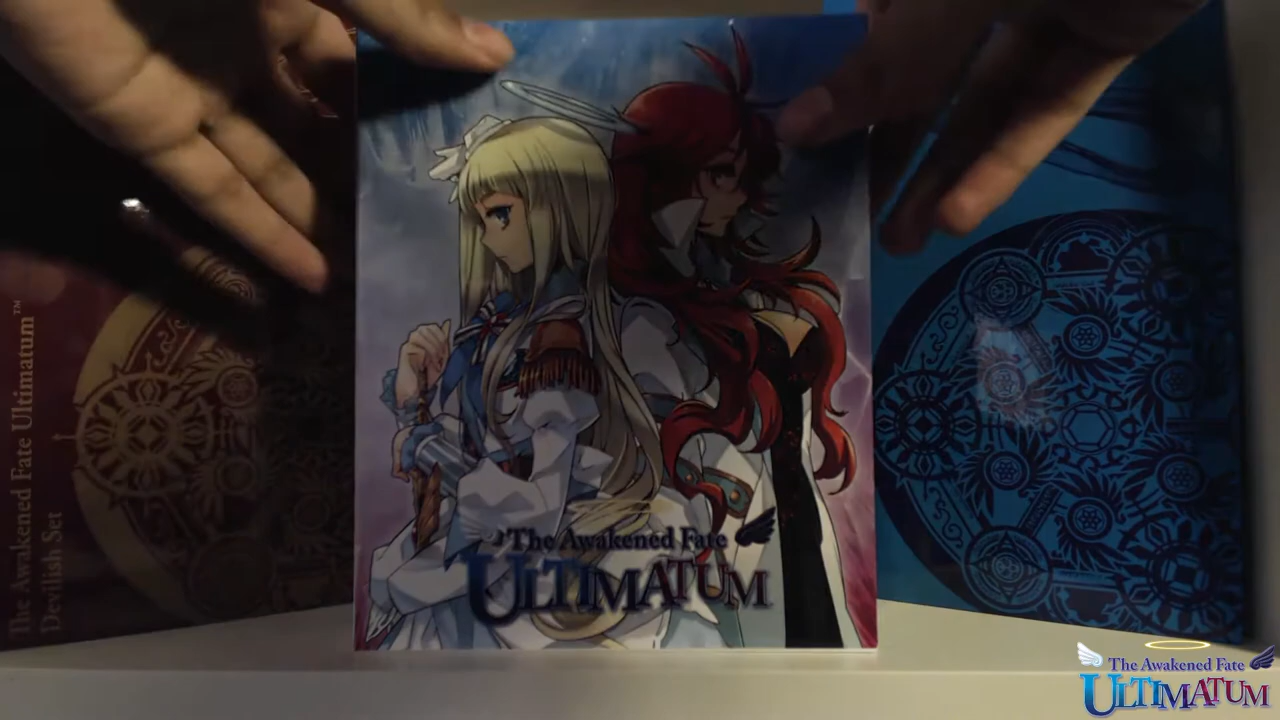 The Awakened Fate Ultimatum™
Devilish Set
The Awakened Fate
ULTIMATUM
The Awakened Fate
ULTIMATUM